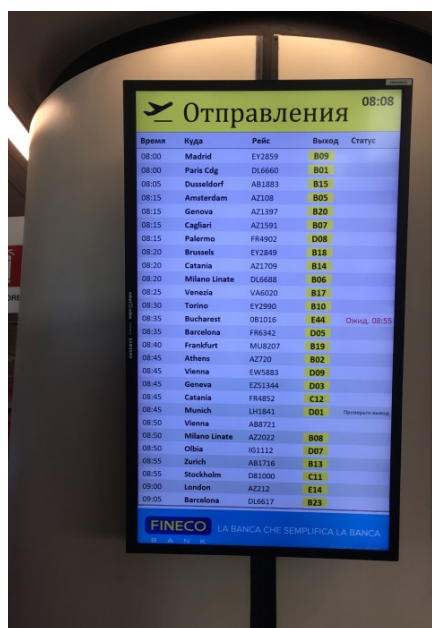 08:08
Отправления
Время Куда Рейс Выход Статус
08:00 Madrid EY2859 B09
08:00 Paris Cdg DL6660 B01
08:05 Dusseldorf AB1883 B15
08:15 Amsterdam AZ108 B05
08:15 Genova AZ1397 B20
08:15 Cagliari AZ1591 B07
08:15 Palermo FR4902 D08
08:20 Brussels EY2849 B18
08:20 Catania AZ1709 B14
08:20 Milano Linate DL6688 B06
08:25 Venezia VA6020 B17
08:30 Torino EY2990 B10
08:35 Bucharest 0B1016 E44 Ожид. 08:55
08:35 Barcelona FR6342 D05
08:40 Frankfurt MU8207 B19
08:45 Athens AZ720 B02
08:45 Vienna EW5883 D09
08:45 Geneva EZS1344 D03
08:45 Catania FR4852 C12
08:45 Munich LH1841 D01 Проверьте выход
08:50 Vienna AB8721
08:50 Milano Linate AZ2022 B08
08:50 Olbia IG1112 D07
08:55 Zurich AB1716 B13
08:55 Stockholm D81000 C11
09:00 London AZ212 E14
09:05 Barcelona DL6617 B23
FINECO LA BANCA CHE SEMPLIFICA LA BANCA
BANK